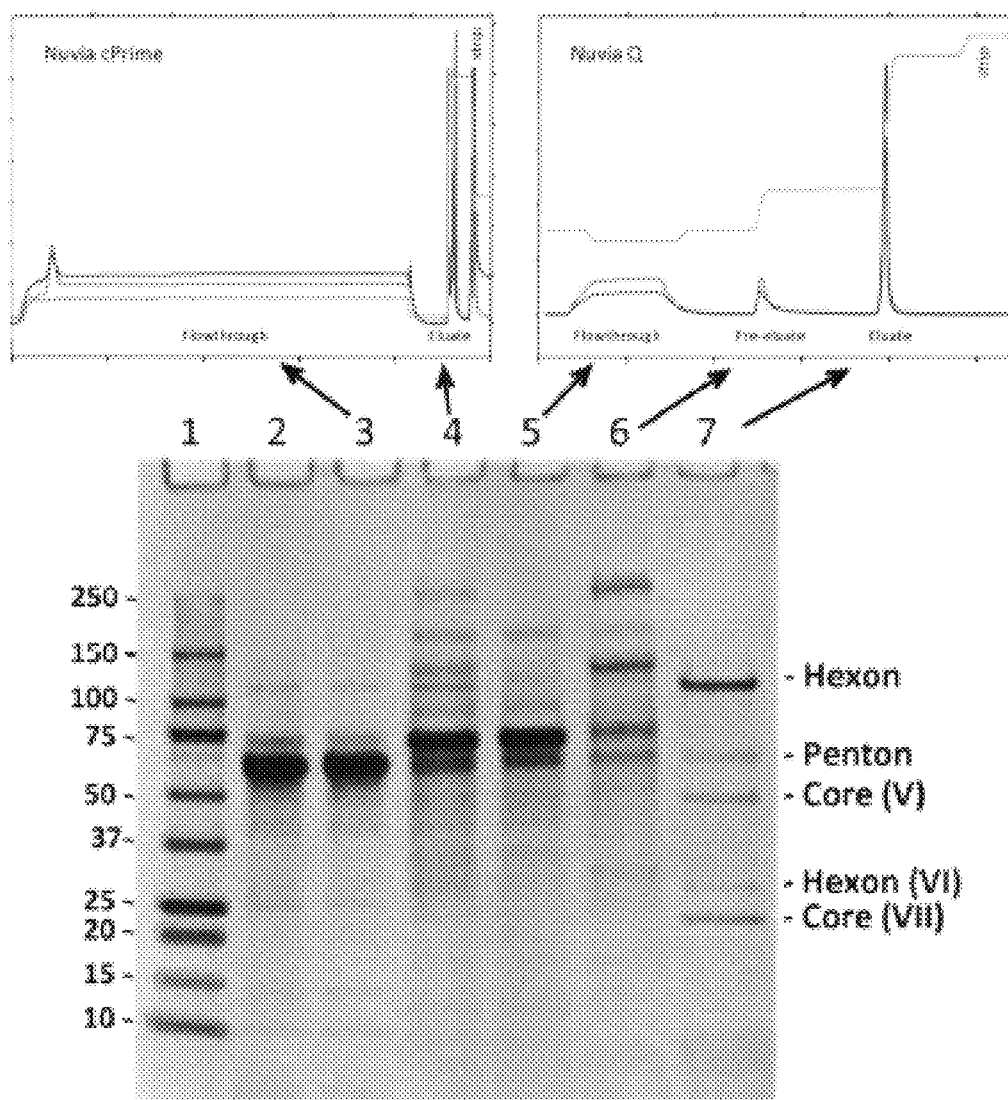 Nuvia cPrime
Nuvia Q
Flowthrough
Eluate
Flowthrough
Pre-eluate
Eluate
1 2 3 4 5 6 7
250 -
150 -
100 -
75 -
50 -
37 -
25 -
20 -
15 -
10 -
- Hexon
- Penton
- Core (V)
- Hexon (VI)
- Core (VII)